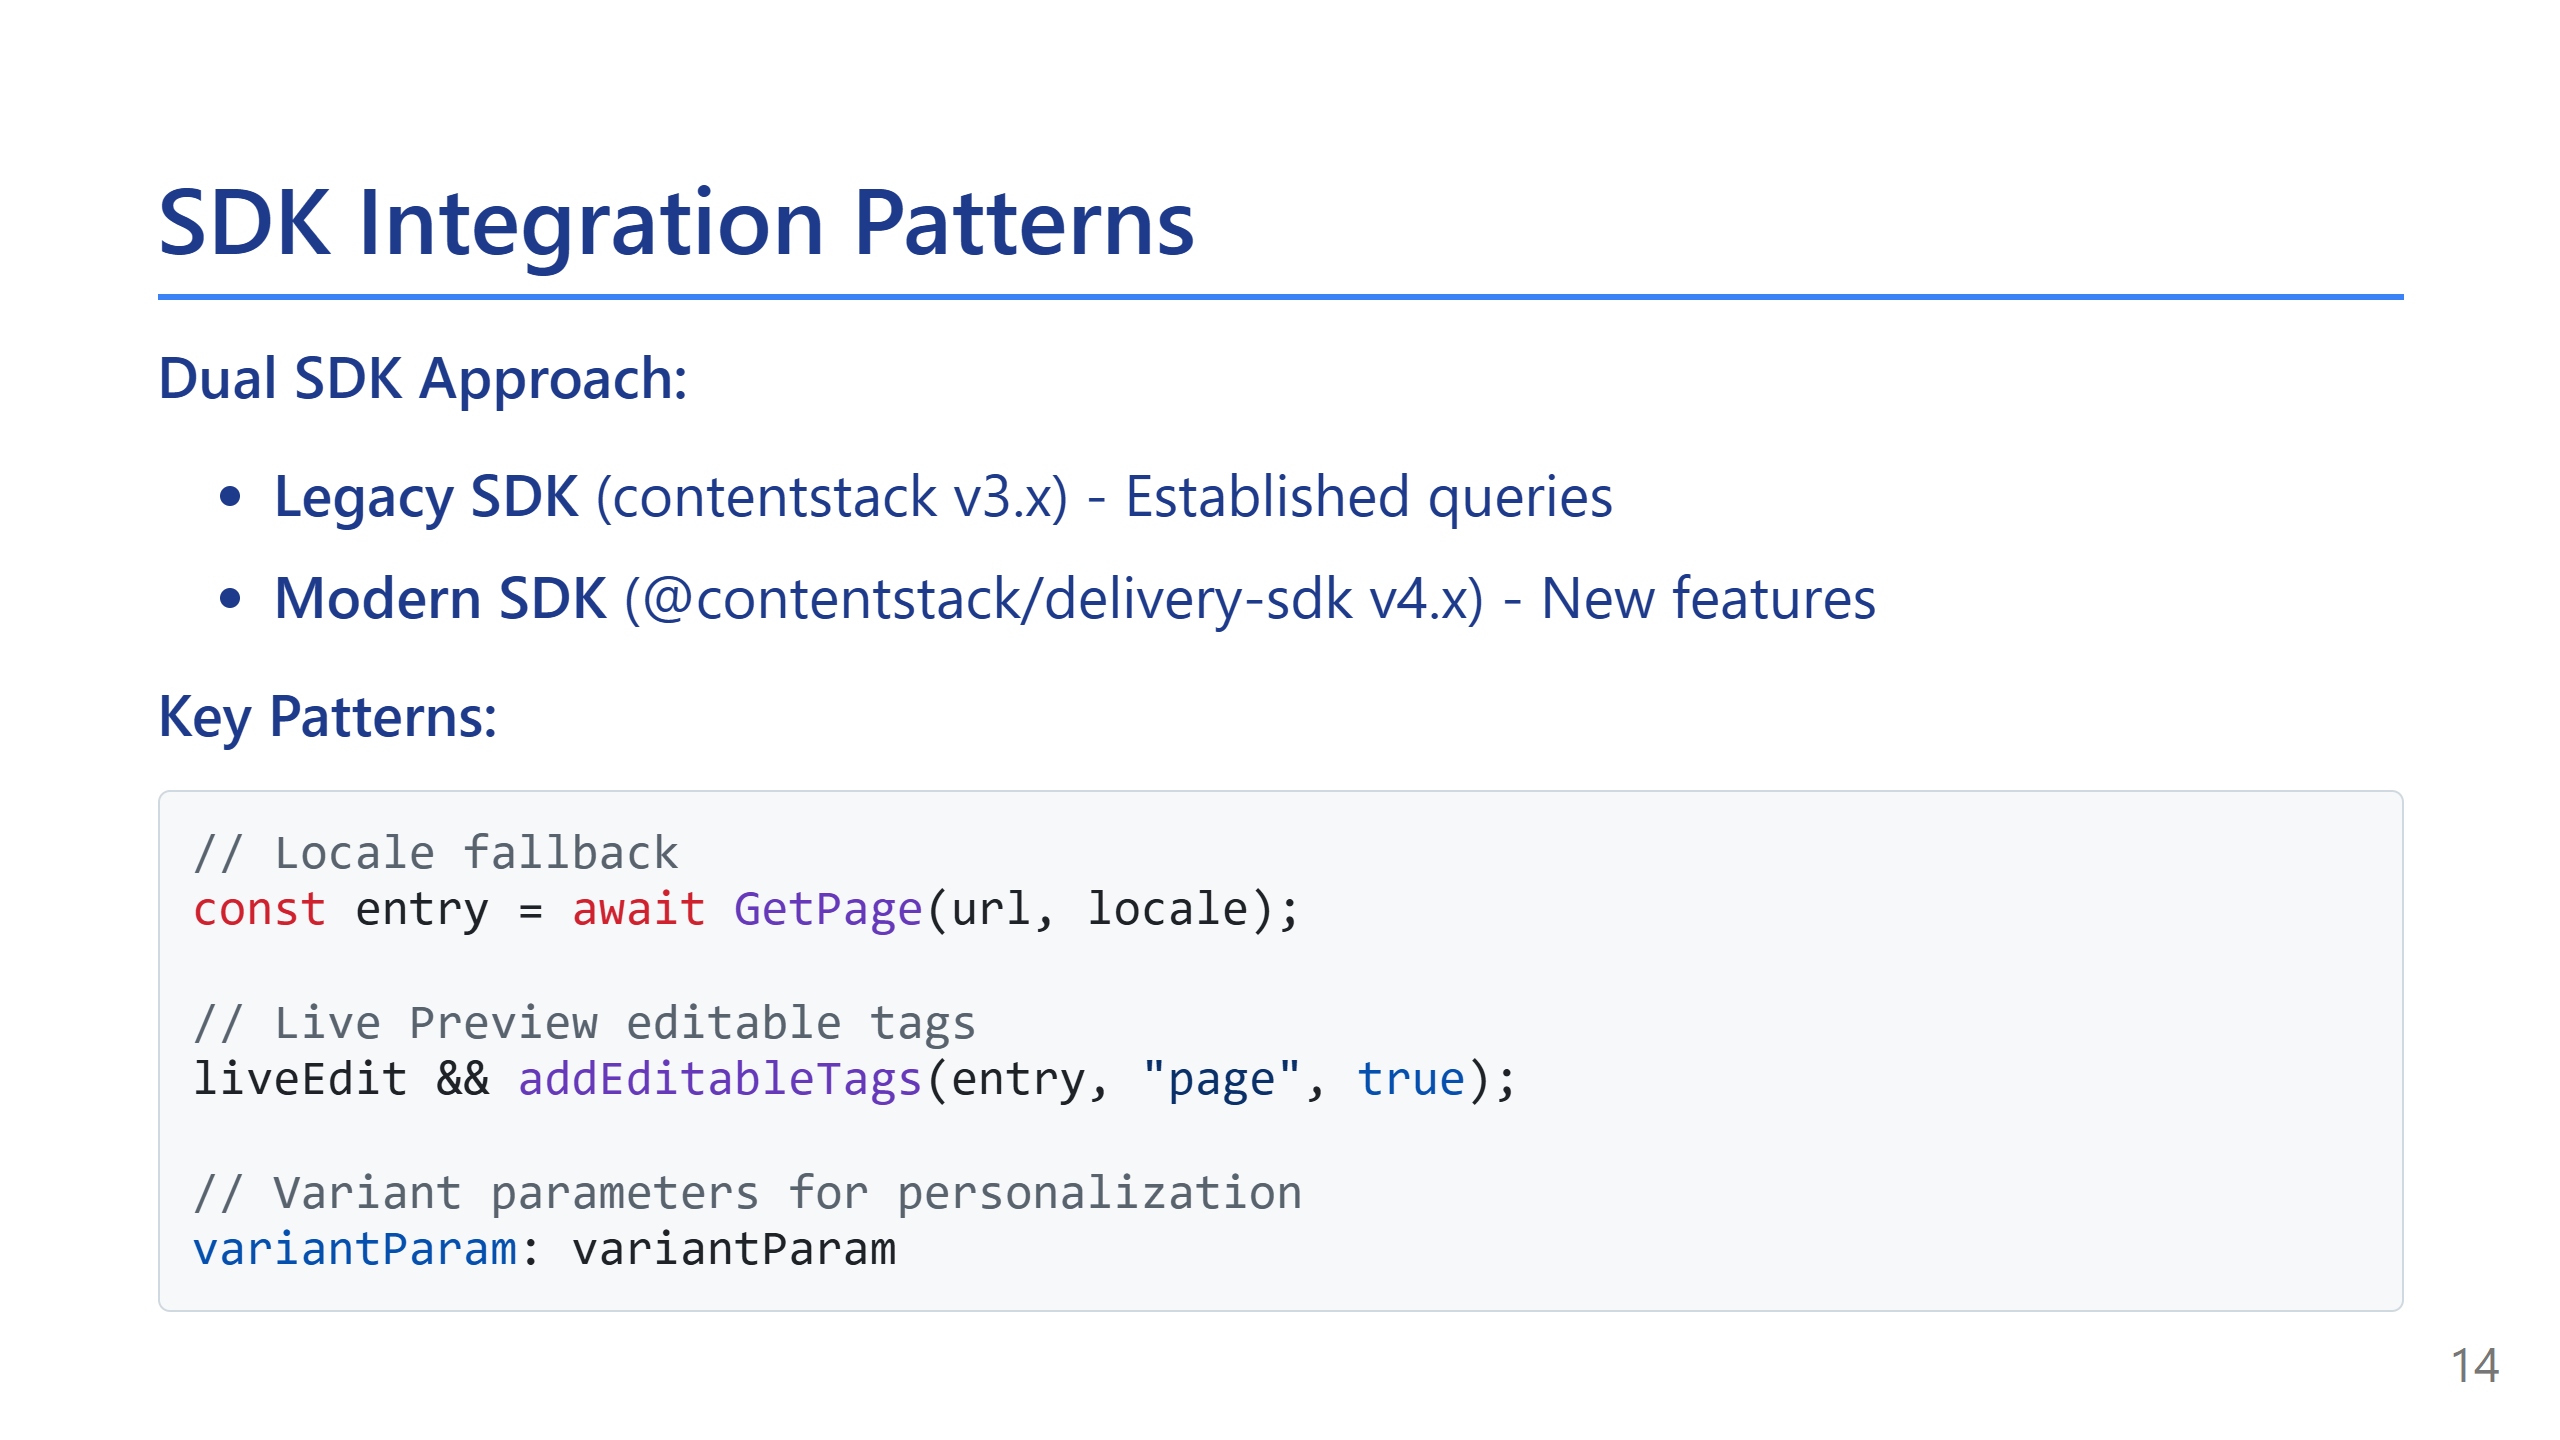 SDK Integration Patterns
Dual SDK Approach:
• Legacy SDK (contentstack v3.x) - Established queries
• Modern SDK (@contentstack/delivery-sdk v4.x) - New features
Key Patterns:
// Locale fallback
const entry = await GetPage(url, locale);
// Live Preview editable tags
liveEdit && addEditableTags(entry, "page", true);
// Variant parameters for personalization
variantParam: variantParam
14